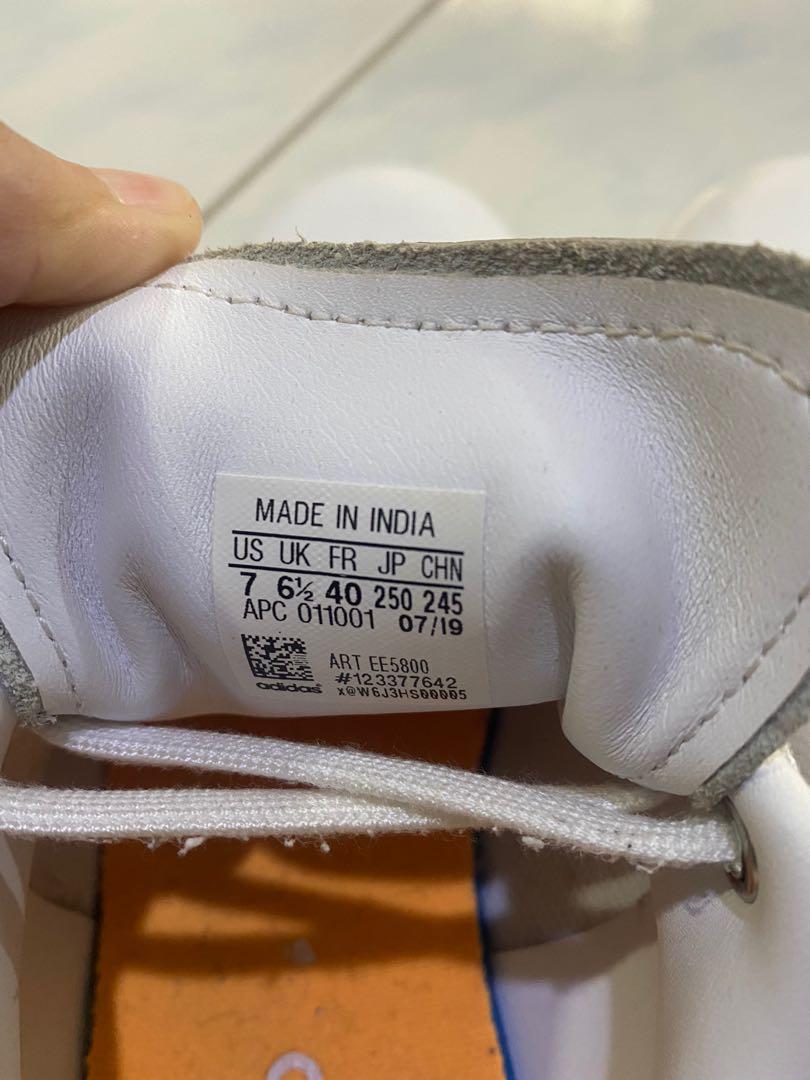 MADE IN INDIA
US UK FR JP CHN
7 6½ 40 250 245
APC 011001 07/19
ART EE5800
#123377642
adidas x@W6J3HS00005